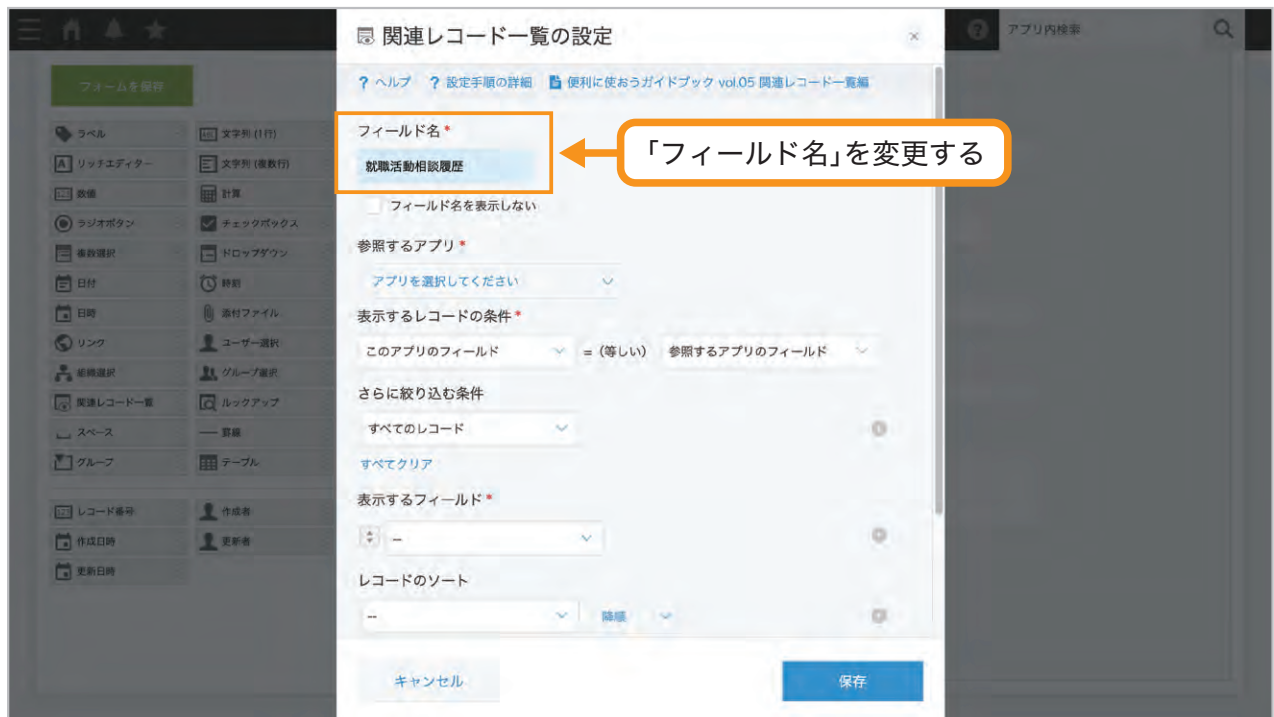 関連レコード一覧の設定
×
アプリ内検索
? ヘルプ ? 設定手順の詳細 便利に使おうガイドブック vol.05 関連レコード一覧編
フォームを保存
フィールド名 *
就職活動相談履歴
「フィールド名」を変更する
フィールド名を表示しない
参照するアプリ *
アプリを選択してください
表示するレコードの条件 *
このアプリのフィールド = (等しい) 参照するアプリのフィールド
さらに絞り込む条件
すべてのレコード
すべてクリア
表示するフィールド *
--
レコードのソート
-- 降順
キャンセル 保存
ラベル 文字列 (1行)
リッチエディター 文字列 (複数行)
数値 計算
ラジオボタン チェックボックス
複数選択 ドロップダウン
日付 時刻
日時 添付ファイル
リンク ユーザー選択
組織選択 グループ選択
関連レコード一覧 ルックアップ
スペース 罫線
グループ テーブル
レコード番号 作成者
作成日時 更新者
更新日時